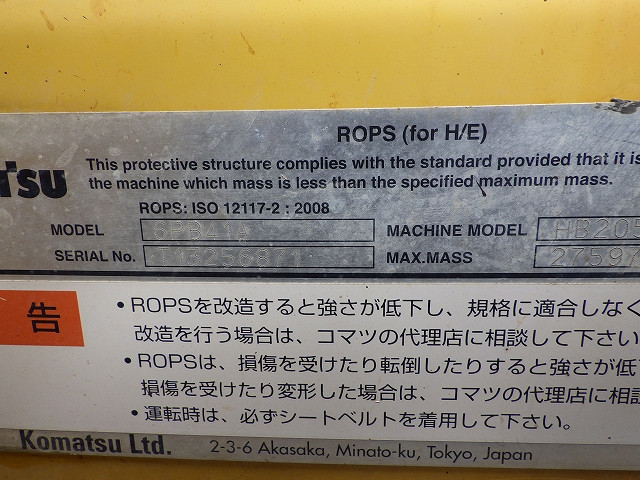 ROPS (for H/E)
This protective structure complies with the standard provided that it is
the machine which mass is less than the specified maximum mass.
ROPS: ISO 12117-2 : 2008
MODEL MACHINE MODEL HB205
SERIAL No. MAX.MASS 27597
告
• ROPSを改造すると強さが低下し、規格に適合しなく
改造を行う場合は、コマツの代理店に相談して下さい
• ROPSは、損傷を受けたり転倒したりすると強さが低
損傷を受けたり変形した場合は、コマツの代理店に相
• 運転時は、必ずシートベルトを着用して下さい。
Komatsu Ltd. 2-3-6 Akasaka, Minato-ku, Tokyo, Japan